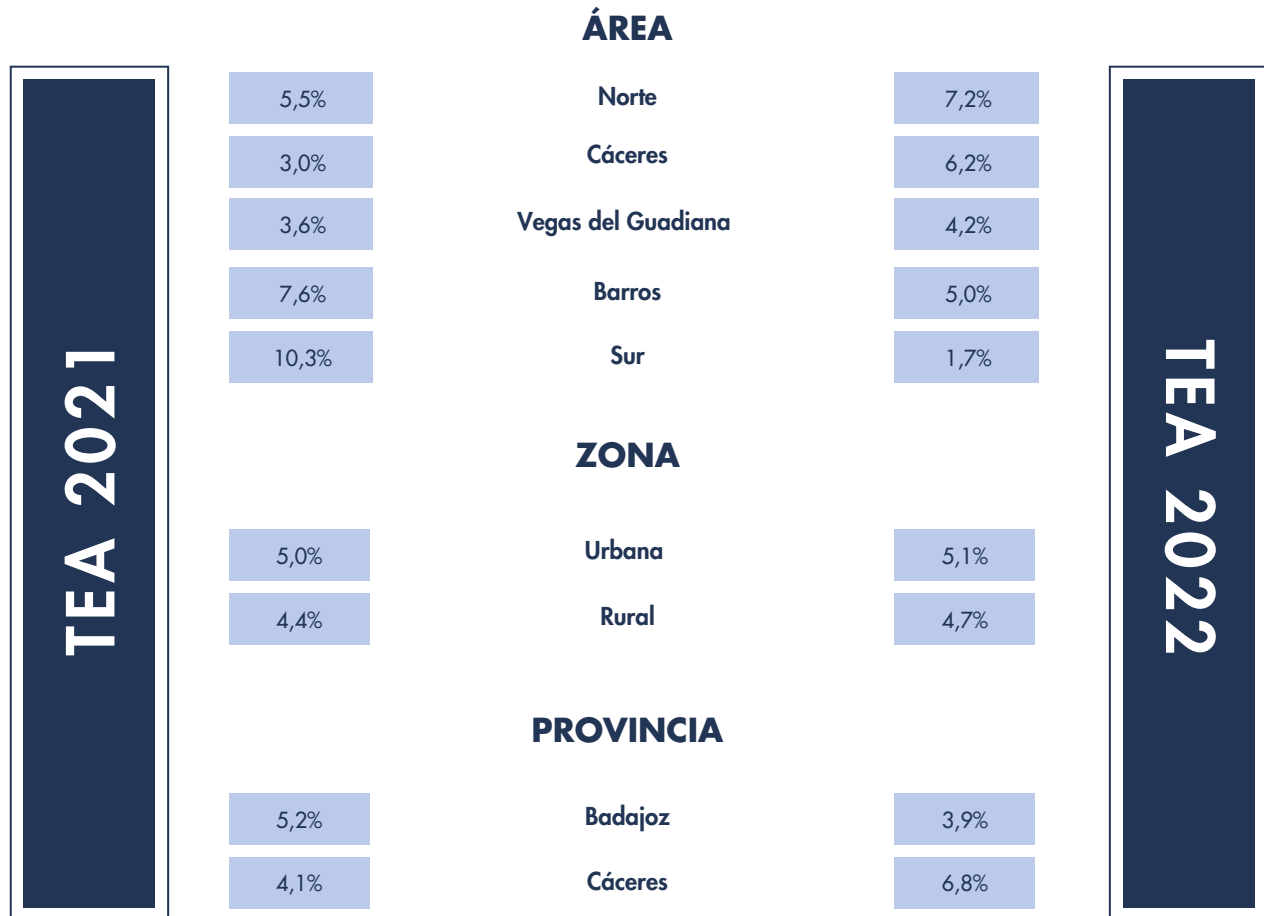 ÁREA
TEA 2021
5,5% Norte 7,2%
3,0% Cáceres 6,2%
3,6% Vegas del Guadiana 4,2%
7,6% Barros 5,0%
10,3% Sur 1,7%
ZONA
5,0% Urbana 5,1%
4,4% Rural 4,7%
PROVINCIA
5,2% Badajoz 3,9%
4,1% Cáceres 6,8%
TEA 2022